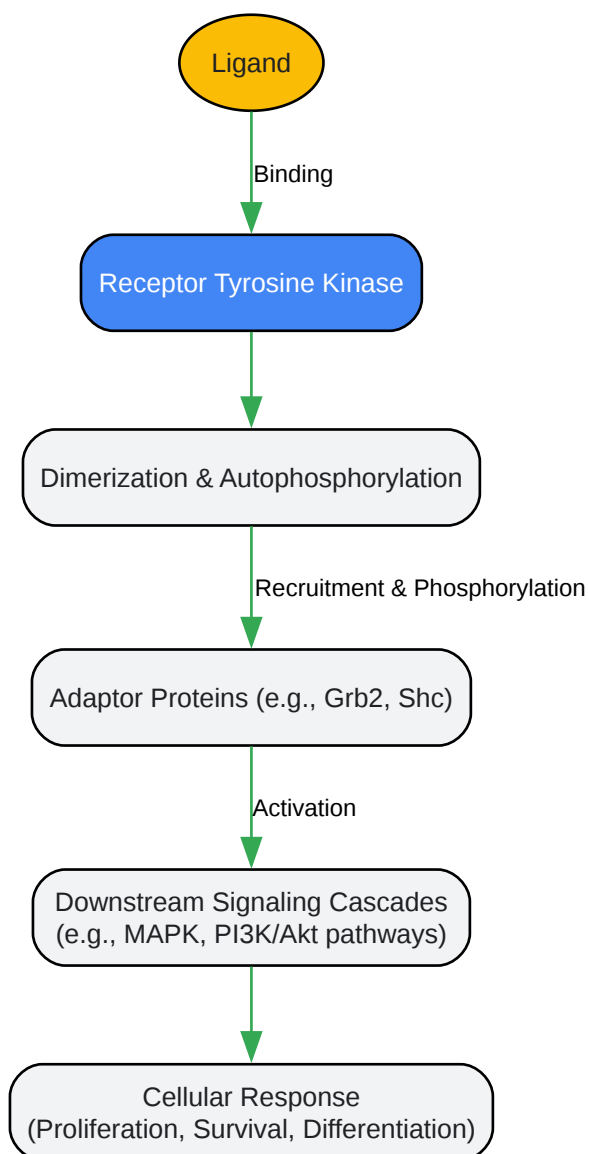 Ligand
Binding
Receptor Tyrosine Kinase
Dimerization & Autophosphorylation
Recruitment & Phosphorylation
Adaptor Proteins (e.g., Grb2, Shc)
Activation
Downstream Signaling Cascades
(e.g., MAPK, PI3K/Akt pathways)
Cellular Response
(Proliferation, Survival, Differentiation)